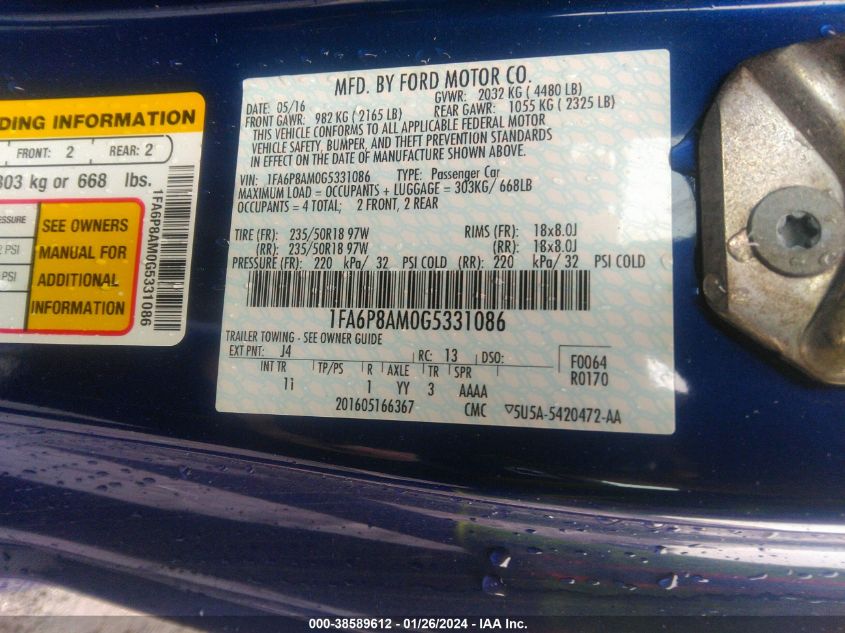 DING INFORMATION
FRONT: 2 REAR: 2
303 kg or 668 lbs.
PSI
PSI
SEE OWNERS
MANUAL FOR
ADDITIONAL
INFORMATION
1FA6P8AM0G5331086
MFD. BY FORD MOTOR CO.
DATE: 05/16 GVWR: 2032 KG ( 4480 LB)
FRONT GAWR: 982 KG ( 2165 LB) REAR GAWR: 1055 KG ( 2325 LB)
THIS VEHICLE CONFORMS TO ALL APPLICABLE FEDERAL MOTOR
VEHICLE SAFETY, BUMPER, AND THEFT PREVENTION STANDARDS
IN EFFECT ON THE DATE OF MANUFACTURE SHOWN ABOVE.
VIN: 1FA6P8AM0G5331086 TYPE: Passenger Car
MAXIMUM LOAD = OCCUPANTS + LUGGAGE = 303KG/ 668LB
OCCUPANTS = 4 TOTAL; 2 FRONT, 2 REAR
TIRE (FR): 235/50R18 97W RIMS (FR): 18x8.0J
(RR): 235/50R18 97W (RR): 18x8.0J
PRESSURE (FR): 220 kPa/ 32 PSI COLD (RR): 220 kPa/ 32 PSI COLD
1FA6P8AM0G5331086
TRAILER TOWING - SEE OWNER GUIDE
EXT PNT: J4 RC: 13 DSO: F0064
INT TR TP/PS R AXLE TR SPR R0170
1i 1 YY 3 AAAA
201605166367 CMC ▽5U5A-5420472-AA
000-38589612 - 01/26/2024 - IAA Inc.